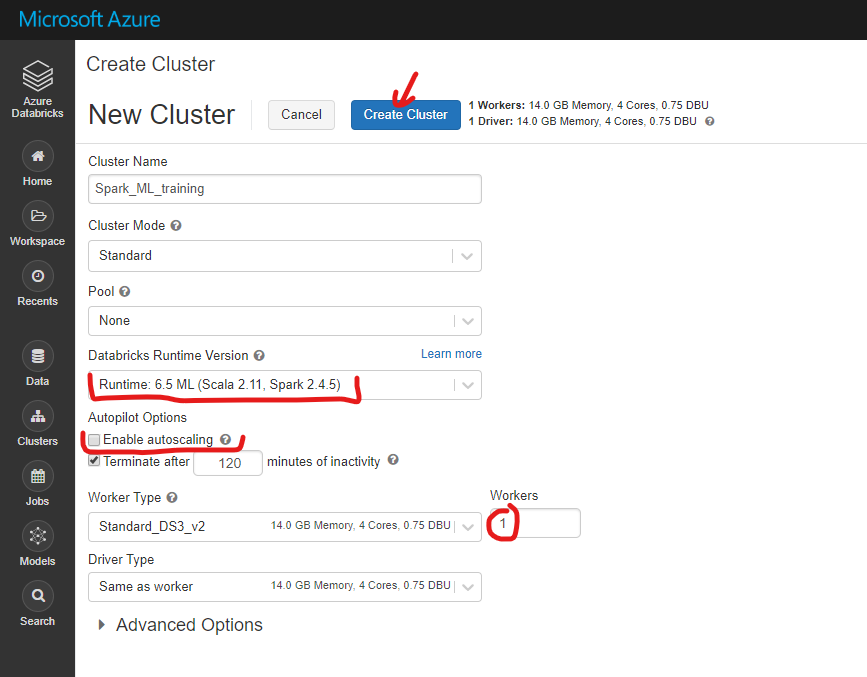 Microsoft Azure
Azure
Databricks
Home
Workspace
Recents
Data
Clusters
Jobs
Models
Search
Create Cluster
New Cluster
Cancel
Create Cluster
1 Workers: 14.0 GB Memory, 4 Cores, 0.75 DBU
1 Driver: 14.0 GB Memory, 4 Cores, 0.75 DBU ?
Cluster Name
Spark_ML_training
Cluster Mode ?
Standard
Pool ?
None
Databricks Runtime Version ? Learn more
Runtime: 6.5 ML (Scala 2.11, Spark 2.4.5)
Autopilot Options
Enable autoscaling ?
Terminate after 120 minutes of inactivity ?
Worker Type ? Workers
Standard_DS3_v2 14.0 GB Memory, 4 Cores, 0.75 DBU 1
Driver Type
Same as worker 14.0 GB Memory, 4 Cores, 0.75 DBU
Advanced Options